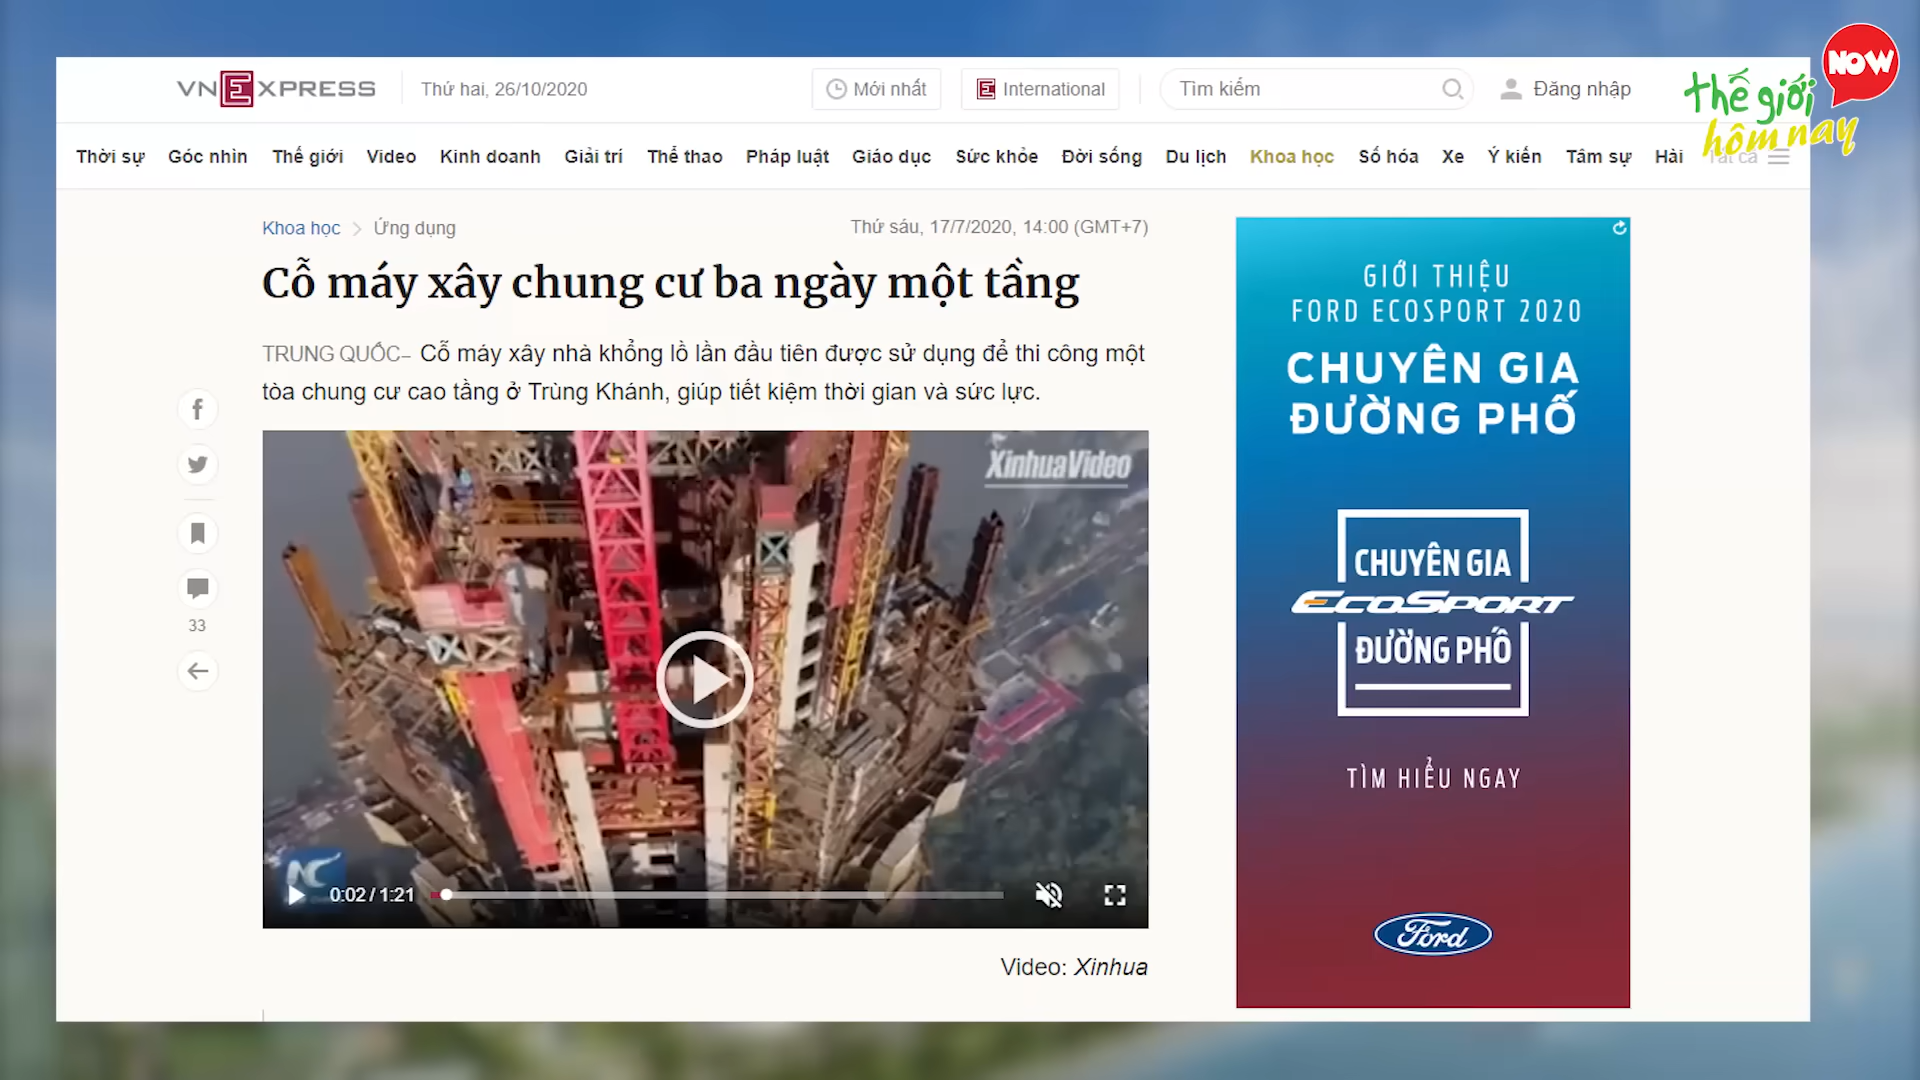 NOW
thế giới
hôm nay
VNEXPRESS
Thứ hai, 26/10/2020
Mới nhất
International
Tìm kiếm
Đăng nhập
Thời sự Góc nhìn Thế giới Video Kinh doanh Giải trí Thể thao Pháp luật Giáo dục Sức khỏe Đời sống Du lịch Khoa học Số hóa Xe Ý kiến Tâm sự Hài Tất cả
Khoa học > Ứng dụng
Thứ sáu, 17/7/2020, 14:00 (GMT+7)
Cỗ máy xây chung cư ba ngày một tầng
TRUNG QUỐC– Cỗ máy xây nhà khổng lồ lần đầu tiên được sử dụng để thi công một
tòa chung cư cao tầng ở Trùng Khánh, giúp tiết kiệm thời gian và sức lực.
33
XinhuaVideo
NC
0:02 / 1:21
Video: Xinhua
GIỚI THIỆU
FORD ECOSPORT 2020
CHUYÊN GIA
ĐƯỜNG PHỐ
CHUYÊN GIA
ECOSPORT
ĐƯỜNG PHỐ
TÌM HIỂU NGAY
Ford